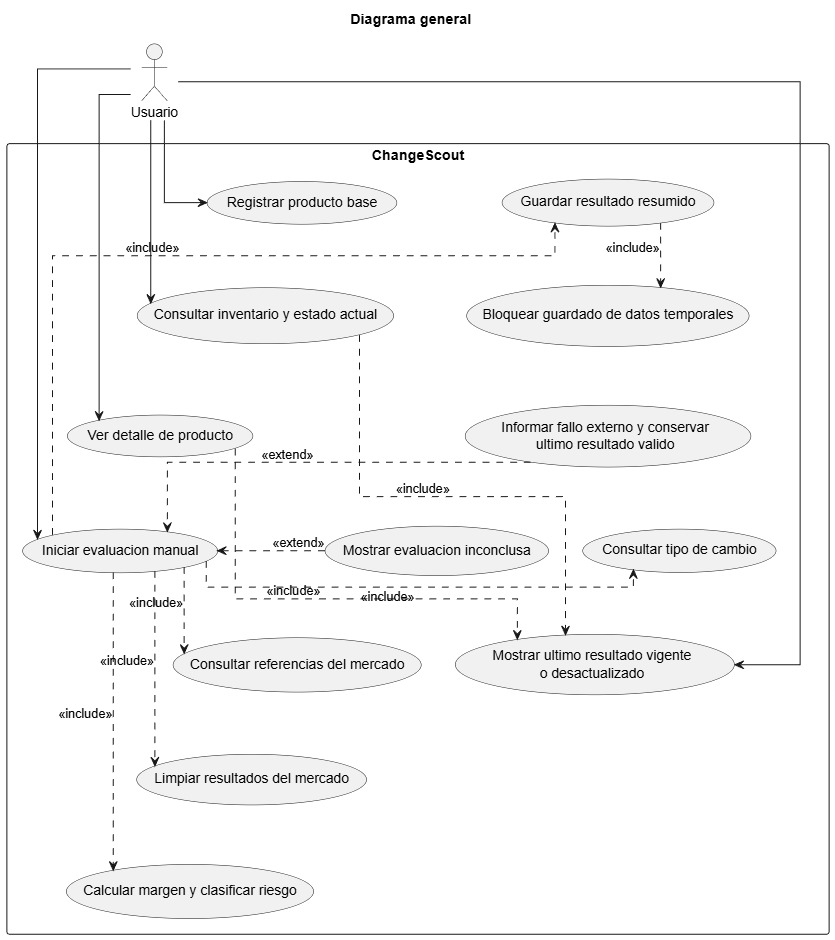 Diagrama general
Usuario
ChangeScout
Registrar producto base
Guardar resultado resumido
«include»
«include»
Consultar inventario y estado actual
Bloquear guardado de datos temporales
Ver detalle de producto
Informar fallo externo y conservar
ultimo resultado valido
«extend»
«include»
Iniciar evaluacion manual
«extend»
Mostrar evaluacion inconclusa
Consultar tipo de cambio
«include»
«include»
«include»
Consultar referencias del mercado
Mostrar ultimo resultado vigente
o desactualizado
«include»
«include»
Limpiar resultados del mercado
Calcular margen y clasificar riesgo